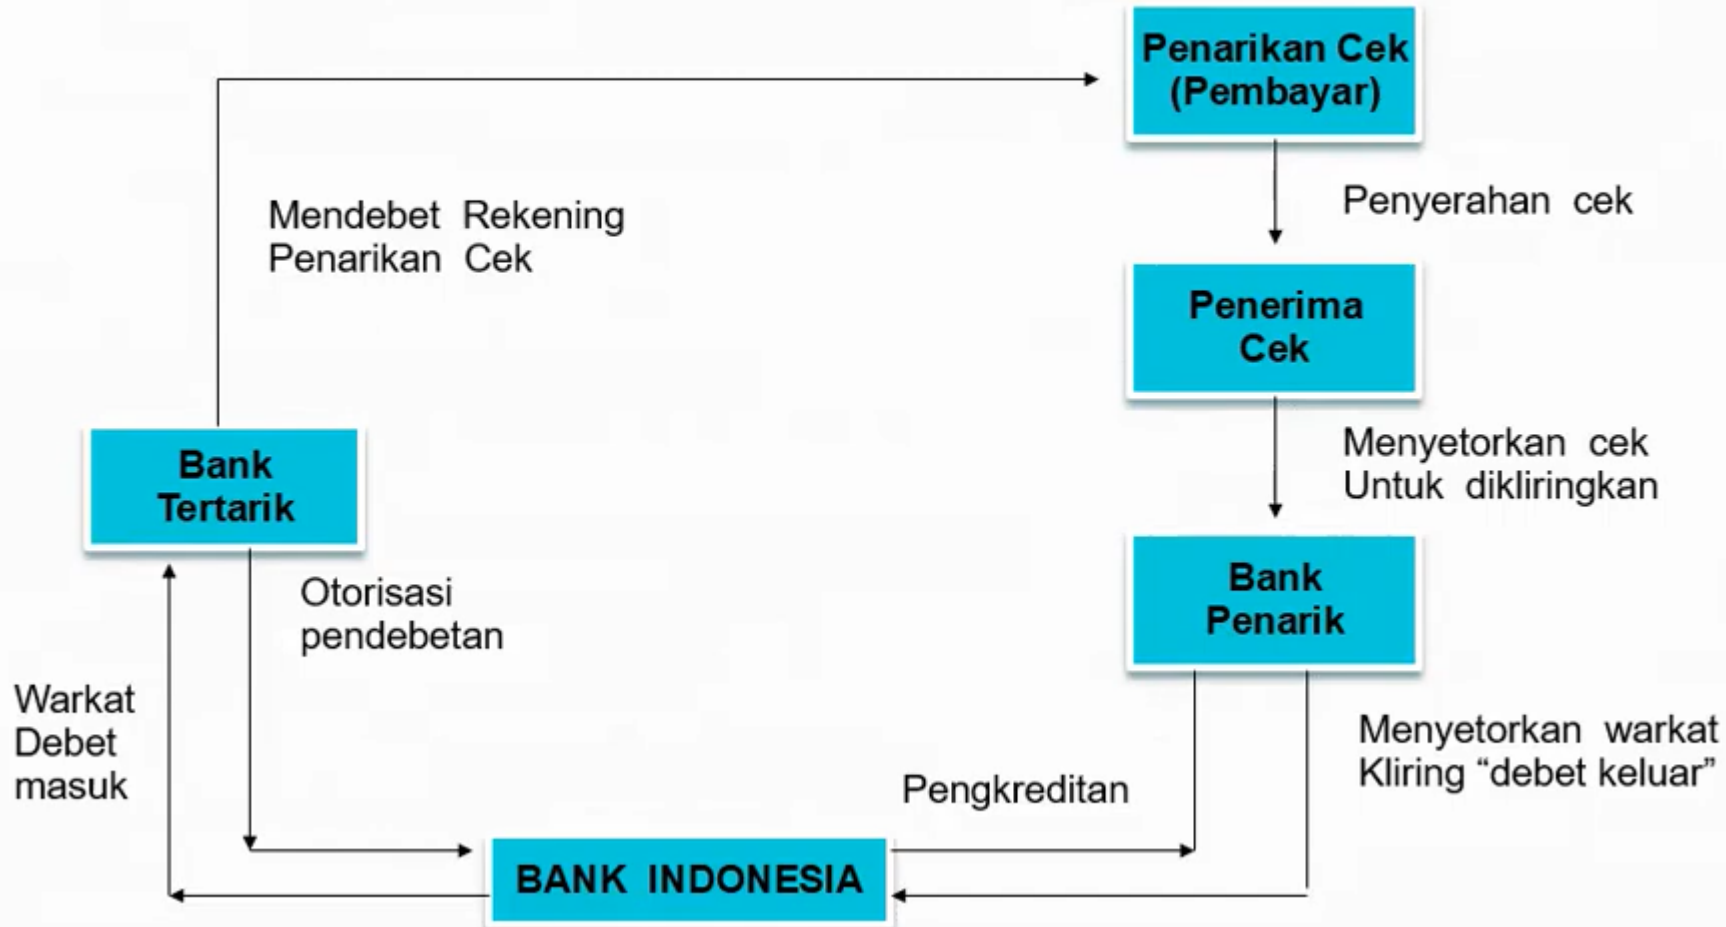 Penarikan Cek
(Pembayar)
Penyerahan cek
Mendebet Rekening
Penarikan Cek
Penerima
Cek
Menyetorkan cek
Untuk dikliringkan
Bank
Tertarik
Bank
Penarik
Otorisasi
pendebetan
Warkat
Debet
masuk
Menyetorkan warkat
Kliring “debet keluar”
Pengkreditan
BANK INDONESIA